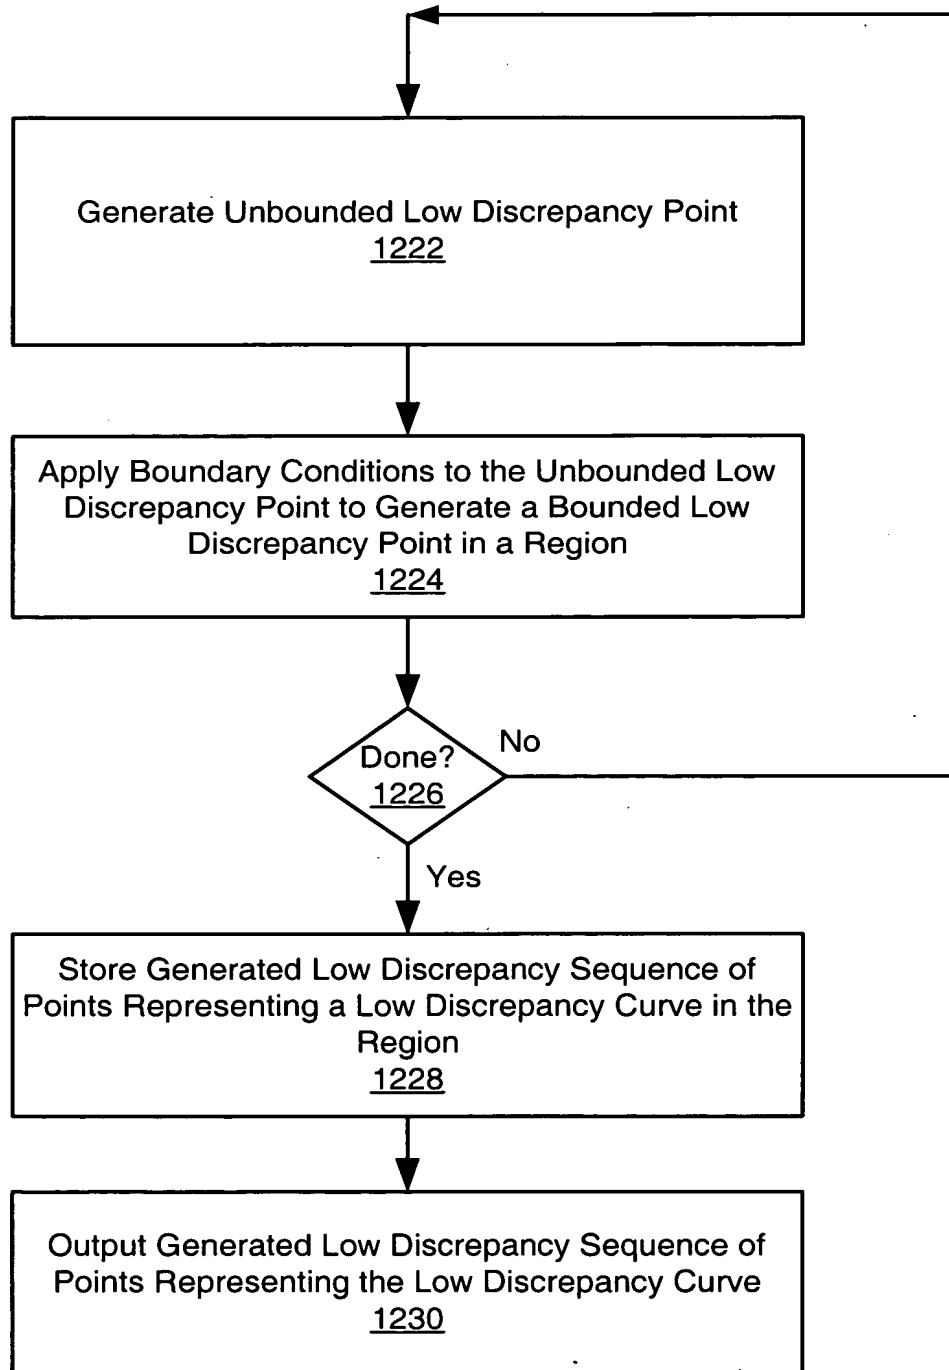 Generate Unbounded Low Discrepancy Point
1222
Apply Boundary Conditions to the Unbounded Low
Discrepancy Point to Generate a Bounded Low
Discrepancy Point in a Region
1224
Done?
1226
No
Yes
Store Generated Low Discrepancy Sequence of
Points Representing a Low Discrepancy Curve in the
Region
1228
Output Generated Low Discrepancy Sequence of
Points Representing the Low Discrepancy Curve
1230